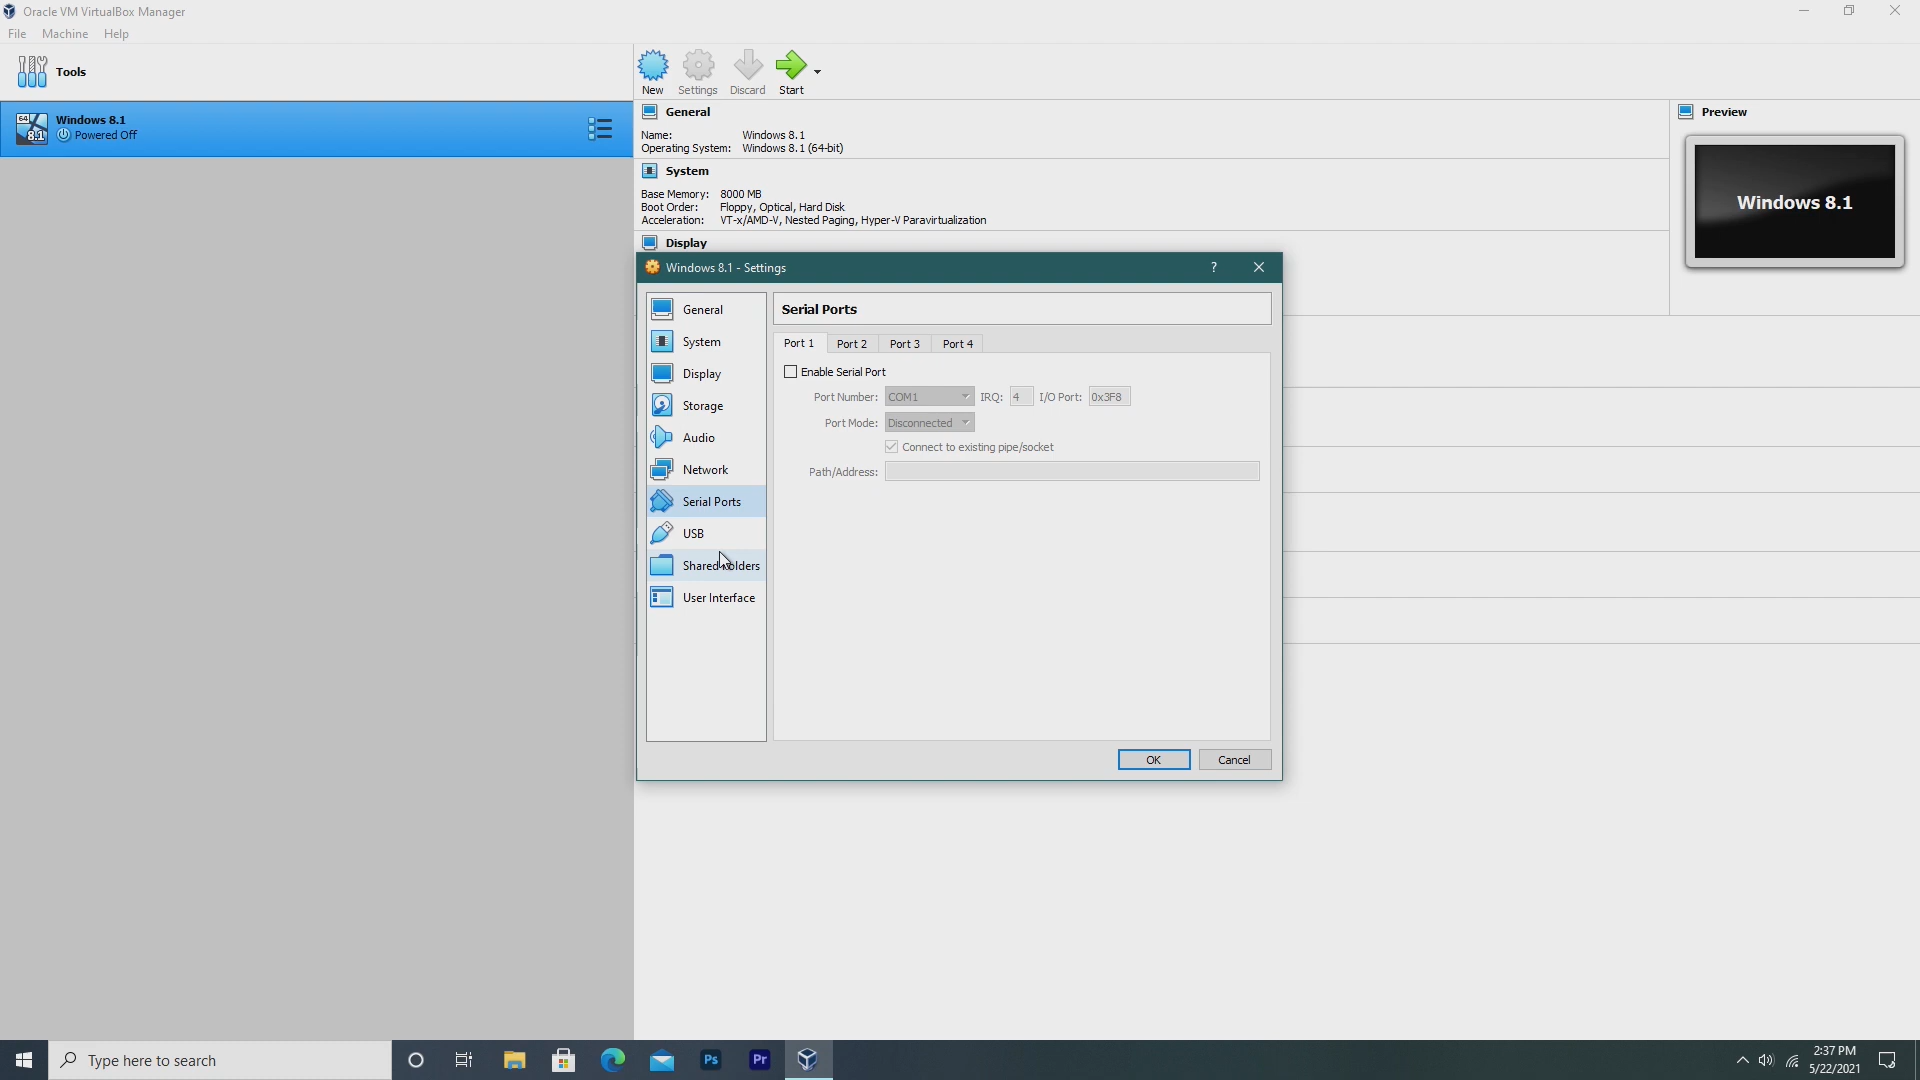 Oracle VM VirtualBox Manager
File Machine Help
Tools
New Settings Discard Start
64
8.1
Windows 8.1
Powered Off
General
Name: Windows 8.1
Operating System: Windows 8.1 (64-bit)
System
Base Memory: 8000 MB
Boot Order: Floppy, Optical, Hard Disk
Acceleration: VT-x/AMD-V, Nested Paging, Hyper-V Paravirtualization
Display
Preview
Windows 8.1
Windows 8.1 - Settings
?
General
System
Display
Storage
Audio
Network
Serial Ports
USB
Shared
User Interface
Serial Ports
Port 1 Port 2 Port 3 Port 4
Enable Serial Port
Port Number: COM1 IRQ: 4 I/O Port: 0x3F8
Port Mode: Disconnected
Connect to existing pipe/socket
Path/Address:
OK Cancel
Type here to search
Ps
Pr
2:37 PM
5/22/2021